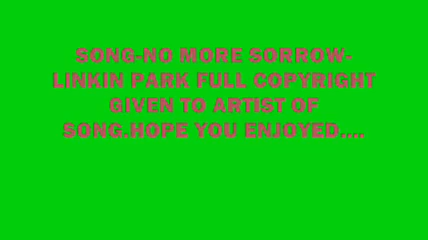 SONG-NO MORE SORROW-
LINKIN PARK FULL COPYRIGHT
GIVEN TO ARTIST OF
SONG.HOPE YOU ENJOYED....